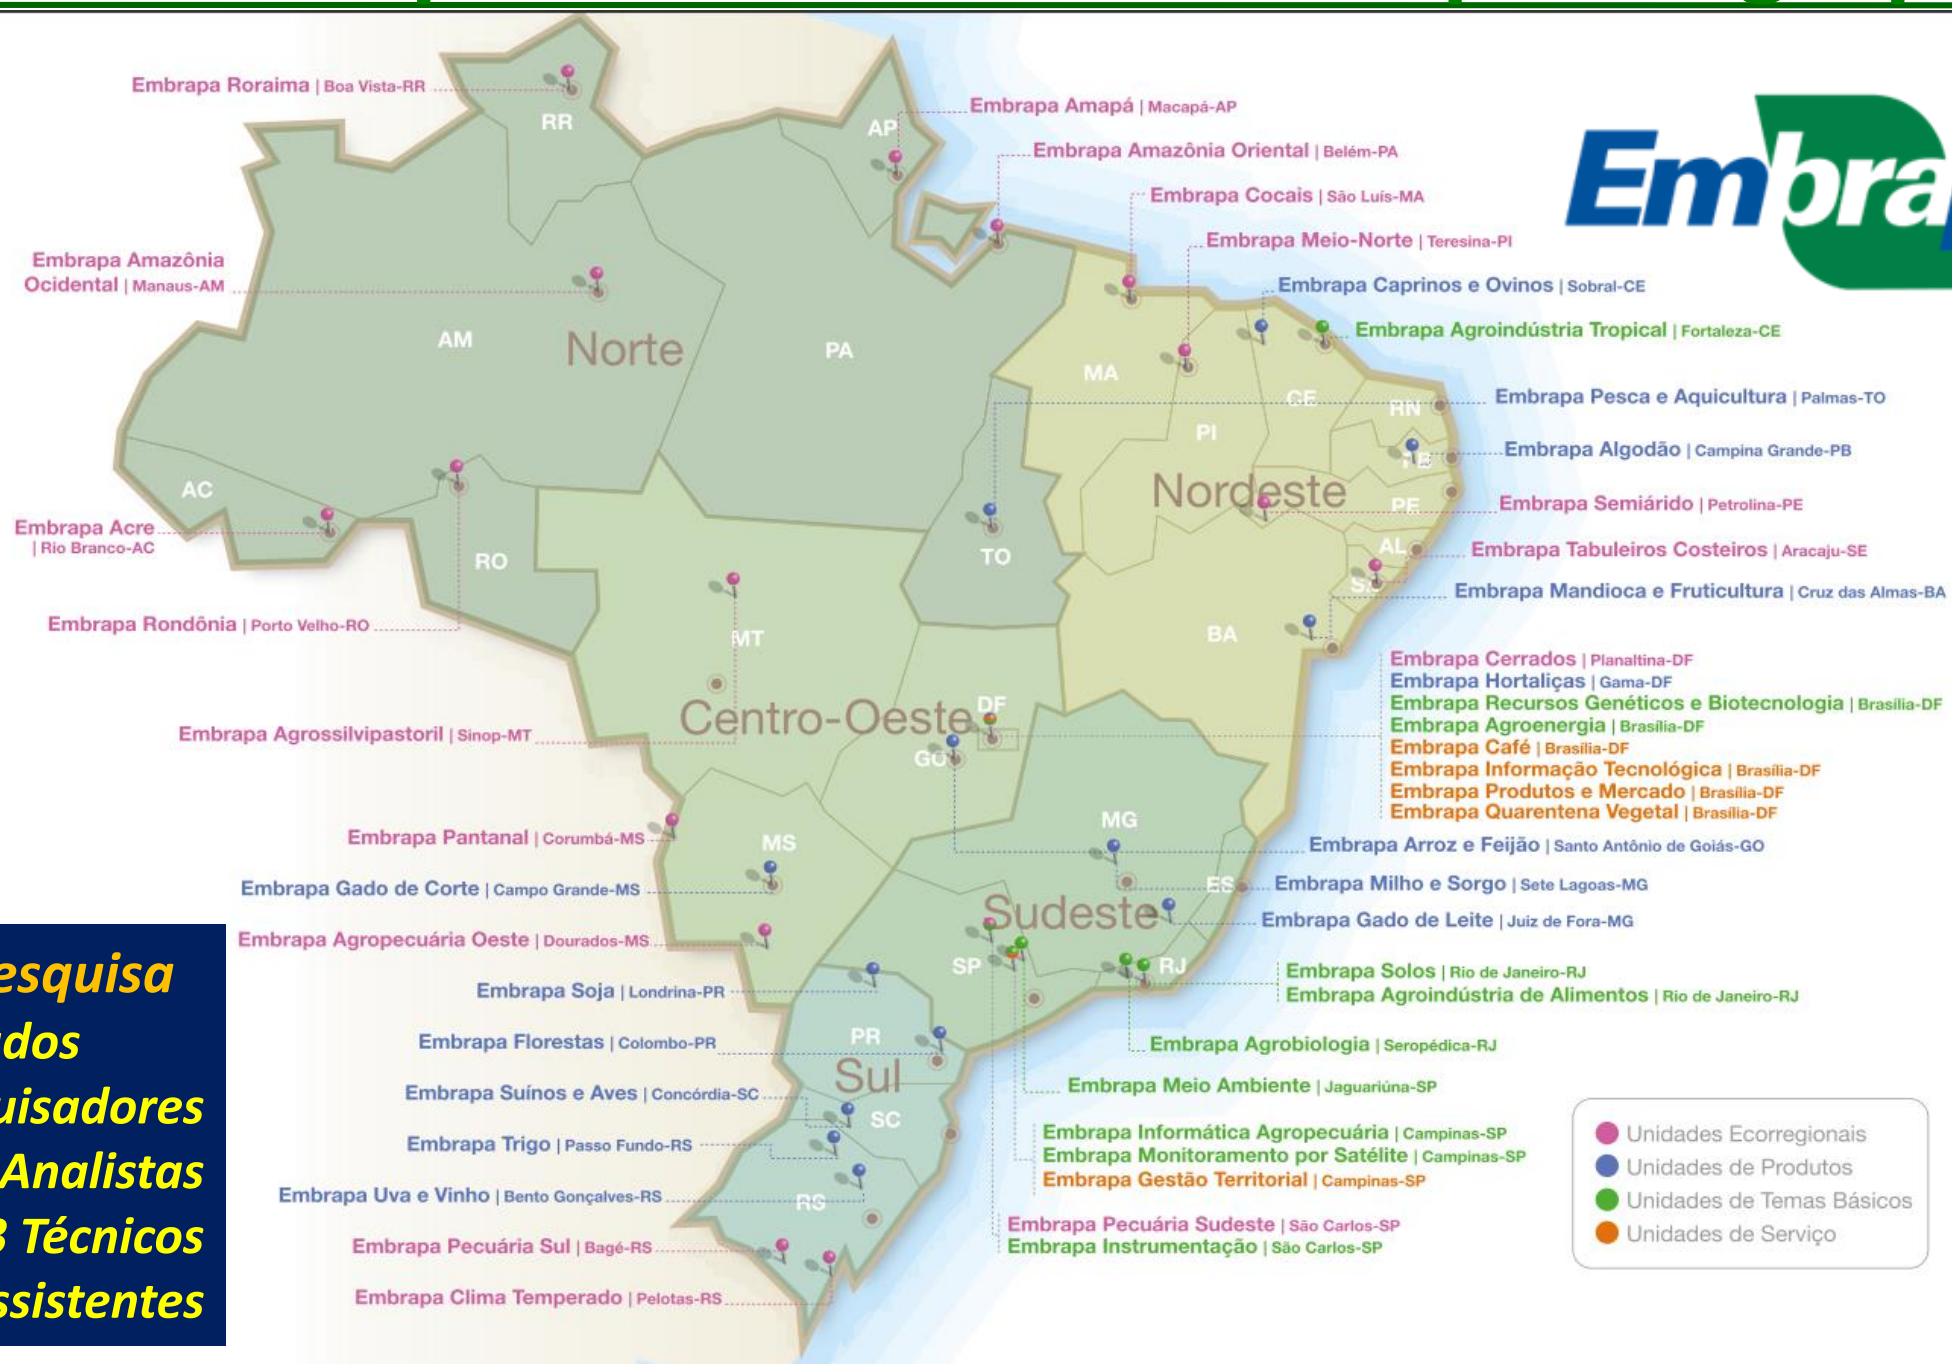 Embrapa Roraima | Boa Vista-RR
Embrapa Amazônia
Ocidental | Manaus-AM
Embrapa Acre
| Rio Branco-AC
Embrapa Rondônia | Porto Velho-RO
Embrapa Agrossilvipastoril | Sinop-MT
Embrapa Pantanal | Corumbá-MS
Embrapa Gado de Corte | Campo Grande-MS
Embrapa Agropecuária Oeste | Dourados-MS
Embrapa Soja | Londrina-PR
Embrapa Florestas | Colombo-PR
Embrapa Suínos e Aves | Concórdia-SC
Embrapa Trigo | Passo Fundo-RS
Embrapa Uva e Vinho | Bento Gonçalves-RS
Embrapa Pecuária Sul | Bagé-RS
Embrapa Clima Temperado | Pelotas-RS
RR
AP
AM
Norte
PA
AC
RO
TO
MA
CE
RN
PI
PB
Nordeste
PE
AL
SE
BA
MT
Centro-Oeste
DF
GO
MS
MG
ES
Sudeste
SP
RJ
PR
Sul
SC
RS
Embrapa Amapá | Macapá-AP
Embrapa Amazônia Oriental | Belém-PA
Embrapa Cocais | São Luís-MA
Embrapa Meio-Norte | Teresina-PI
Embrapa Caprinos e Ovinos | Sobral-CE
Embrapa Agroindústria Tropical | Fortaleza-CE
Embrapa Pesca e Aquicultura | Palmas-TO
Embrapa Algodão | Campina Grande-PB
Embrapa Semiárido | Petrolina-PE
Embrapa Tabuleiros Costeiros | Aracaju-SE
Embrapa Mandioca e Fruticultura | Cruz das Almas-BA
Embrapa Cerrados | Planaltina-DF
Embrapa Hortaliças | Gama-DF
Embrapa Recursos Genéticos e Biotecnologia | Brasília-DF
Embrapa Agroenergia | Brasília-DF
Embrapa Café | Brasília-DF
Embrapa Informação Tecnológica | Brasília-DF
Embrapa Produtos e Mercado | Brasília-DF
Embrapa Quarentena Vegetal | Brasília-DF
Embrapa Arroz e Feijão | Santo Antônio de Goiás-GO
Embrapa Milho e Sorgo | Sete Lagoas-MG
Embrapa Gado de Leite | Juiz de Fora-MG
Embrapa Solos | Rio de Janeiro-RJ
Embrapa Agroindústria de Alimentos | Rio de Janeiro-RJ
Embrapa Agrobiologia | Seropédica-RJ
Embrapa Meio Ambiente | Jaguariúna-SP
Embrapa Informática Agropecuária | Campinas-SP
Embrapa Monitoramento por Satélite | Campinas-SP
Embrapa Gestão Territorial | Campinas-SP
Embrapa Pecuária Sudeste | São Carlos-SP
Embrapa Instrumentação | São Carlos-SP
Embra
esquisa
dos
uisadores
Analistas
3 Técnicos
ssistentes
Unidades Ecorregionais
Unidades de Produtos
Unidades de Temas Básicos
Unidades de Serviço